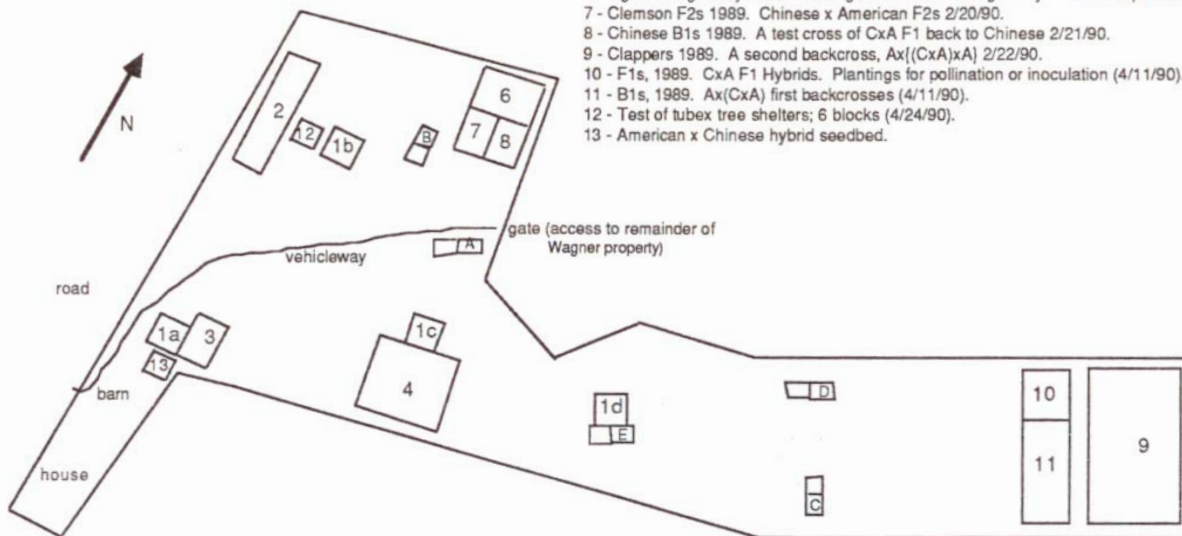 7 - Clemson F2s 1989. Chinese x American F2s 2/20/90.
8 - Chinese B1s 1989. A test cross of CxA F1 back to Chinese 2/21/90.
9 - Clappers 1989. A second backcross, Ax{(CxA)xA} 2/22/90.
10 - F1s, 1989. CxA F1 Hybrids. Plantings for pollination or inoculation (4/11/90).
11 - B1s, 1989. Ax(CxA) first backcrosses (4/11/90).
12 - Test of tubex tree shelters; 6 blocks (4/24/90).
13 - American x Chinese hybrid seedbed.
N
2
12
1b
B
6
7
8
gate (access to remainder of
Wagner property)
A
vehicleway
road
1a
3
13
1c
4
barn
house
1d
E
D
C
10
11
9